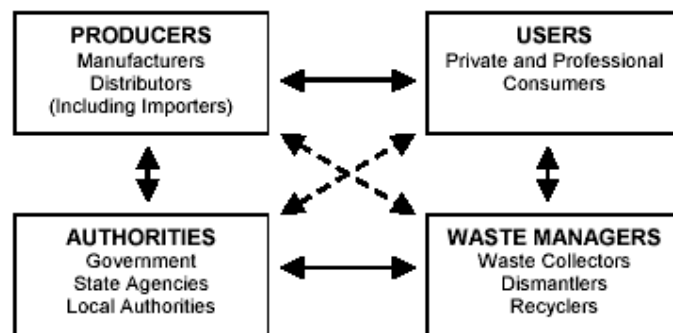 PRODUCERS
Manufacturers
Distributors
(Including Importers)
USERS
Private and Professional
Consumers
AUTHORITIES
Government
State Agencies
Local Authorities
WASTE MANAGERS
Waste Collectors
Dismantlers
Recyclers